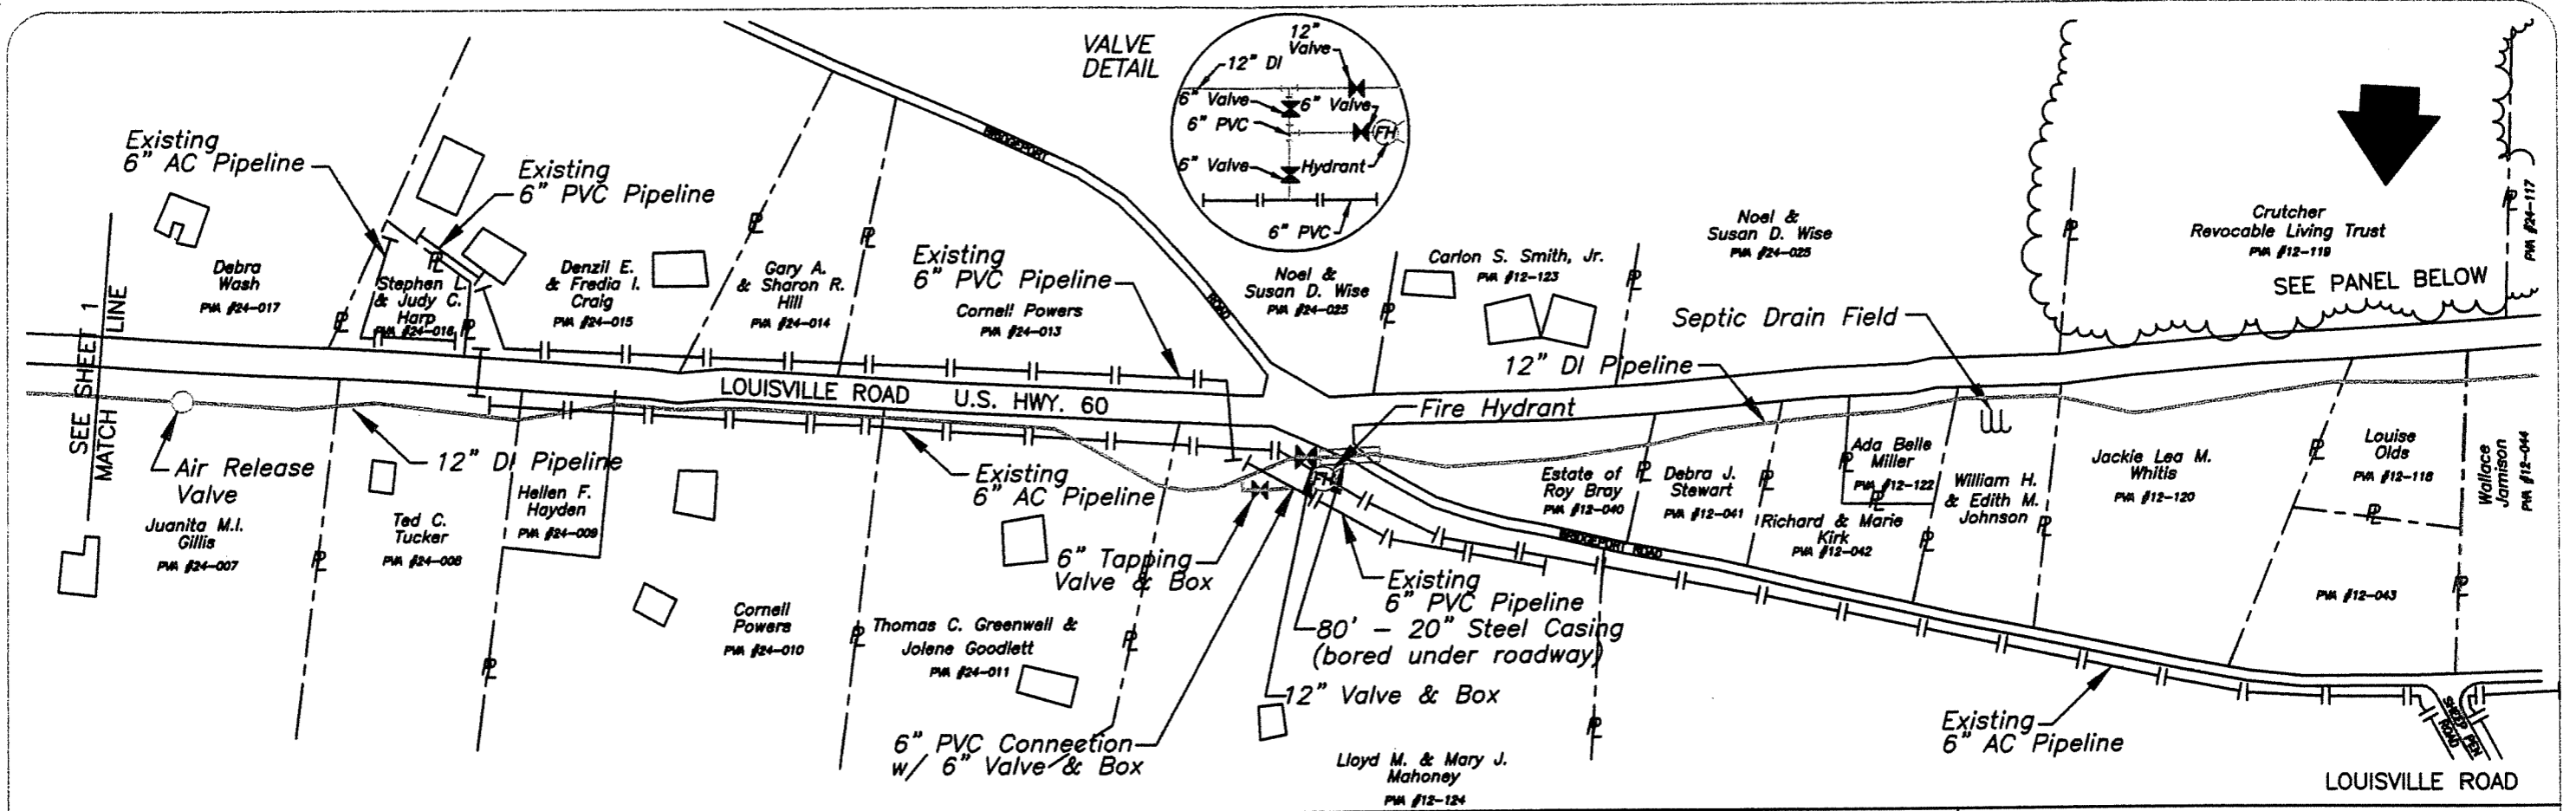 VALVE
DETAIL
12"
Valve
12" DI
6" Valve
6" Valve
6" PVC
FH
6" Valve
Hydrant
6" PVC
Existing
6" AC Pipeline
Existing
6" PVC Pipeline
BRIDGEPORT
ROAD
SEE SHEET 1
MATCH LINE
Debra
Wash
PVA #24-017
Stephen L.
& Judy C.
Harp
PVA #24-016
Denzil E.
& Fredia I.
Craig
PVA #24-015
Gary A.
& Sharon R.
Hill
PVA #24-014
Existing
6" PVC Pipeline
Cornell Powers
PVA #24-013
Noel &
Susan D. Wise
PVA #24-025
Carlon S. Smith, Jr.
PVA #12-123
Noel &
Susan D. Wise
PVA #24-025
Crutcher
Revocable Living Trust
PVA #12-119
PVA #24-117
SEE PANEL BELOW
Septic Drain Field
12" DI Pipeline
LOUISVILLE ROAD U.S. HWY. 60
Fire Hydrant
FH
Air Release
Valve
12" DI Pipeline
Juanita M.I.
Gillis
PVA #24-007
Ted C.
Tucker
PVA #24-008
Hellen F.
Hayden
PVA #24-009
Cornell
Powers
PVA #24-010
Existing
6" AC Pipeline
Thomas C. Greenwell &
Jolene Goodlett
PVA #24-011
6" Tapping
Valve & Box
6" PVC Connection
w/ 6" Valve & Box
Existing
6" PVC Pipeline
80' - 20" Steel Casing
(bored under roadway)
12" Valve & Box
Lloyd M. & Mary J.
Mahoney
PVA #12-124
Estate of
Roy Bray
PVA #12-040
Debra J.
Stewart
PVA #12-041
Richard & Marie
Kirk
PVA #12-042
Ada Belle
Miller
PVA #12-122
William H.
& Edith M.
Johnson
Jackie Lea M.
Whitis
PVA #12-120
Louise
Olds
PVA #12-118
Wallace
Jamison
PVA #12-044
PVA #12-043
BRIDGEPORT ROAD
Existing
6" AC Pipeline
SHEEP PEN
ROAD
LOUISVILLE ROAD